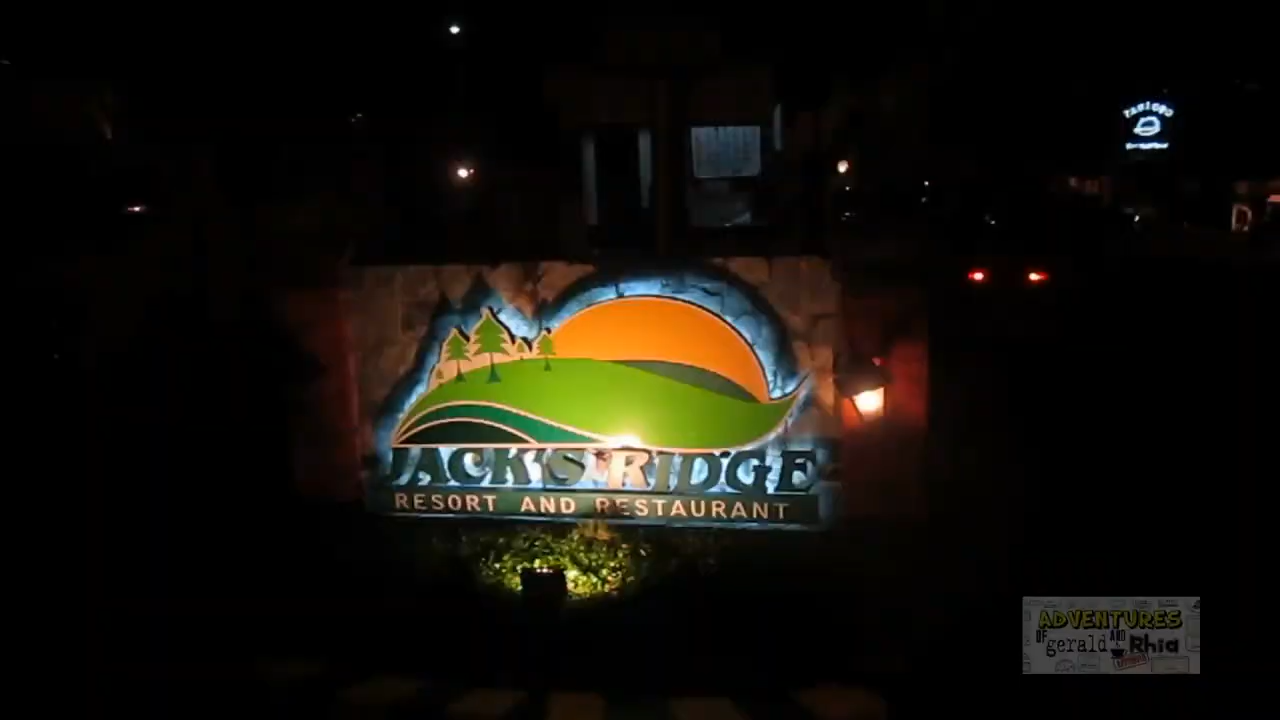 JACK'S RIDGE
RESORT AND RESTAURANT
ADVENTURES
OF gerald AND Rhia